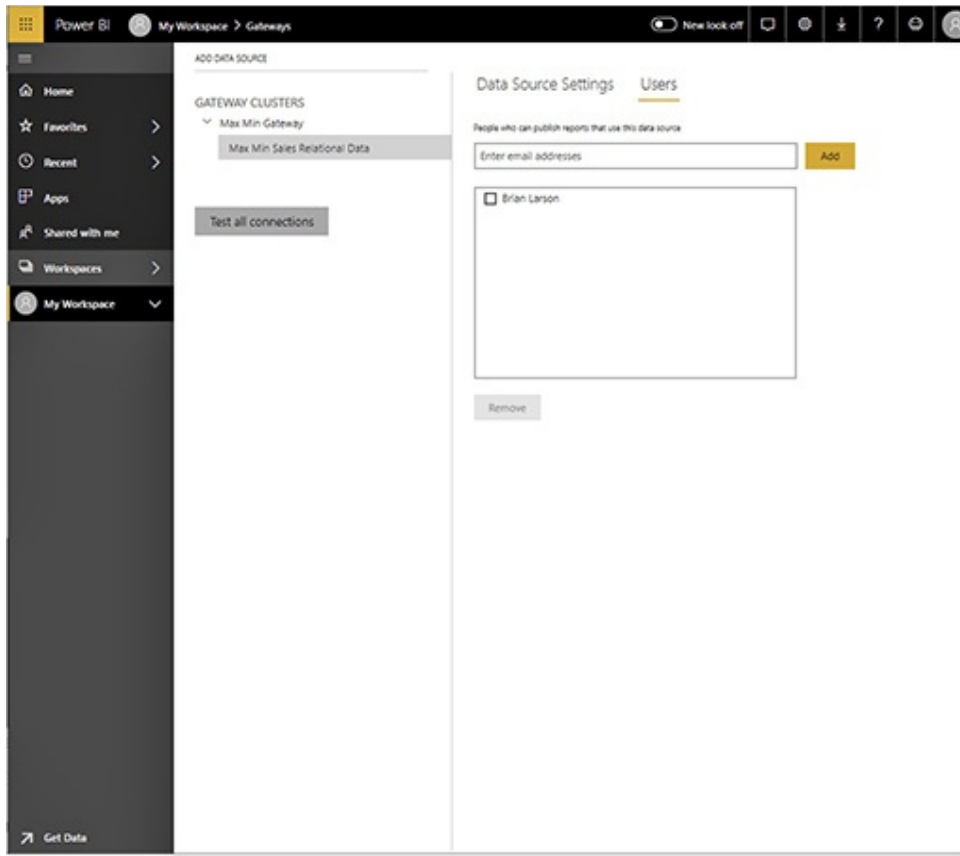 Power BI
My Workspace > Gateways
New look off
?
ADD DATA SOURCE
Home
Favorites
Recent
Apps
Shared with me
Workspaces
My Workspace
Get Data
GATEWAY CLUSTERS
Max Min Gateway
Max Min Sales Relational Data
Test all connections
Data Source Settings Users
People who can publish reports that use this data source
Enter email addresses
Add
Brian Larson
Remove